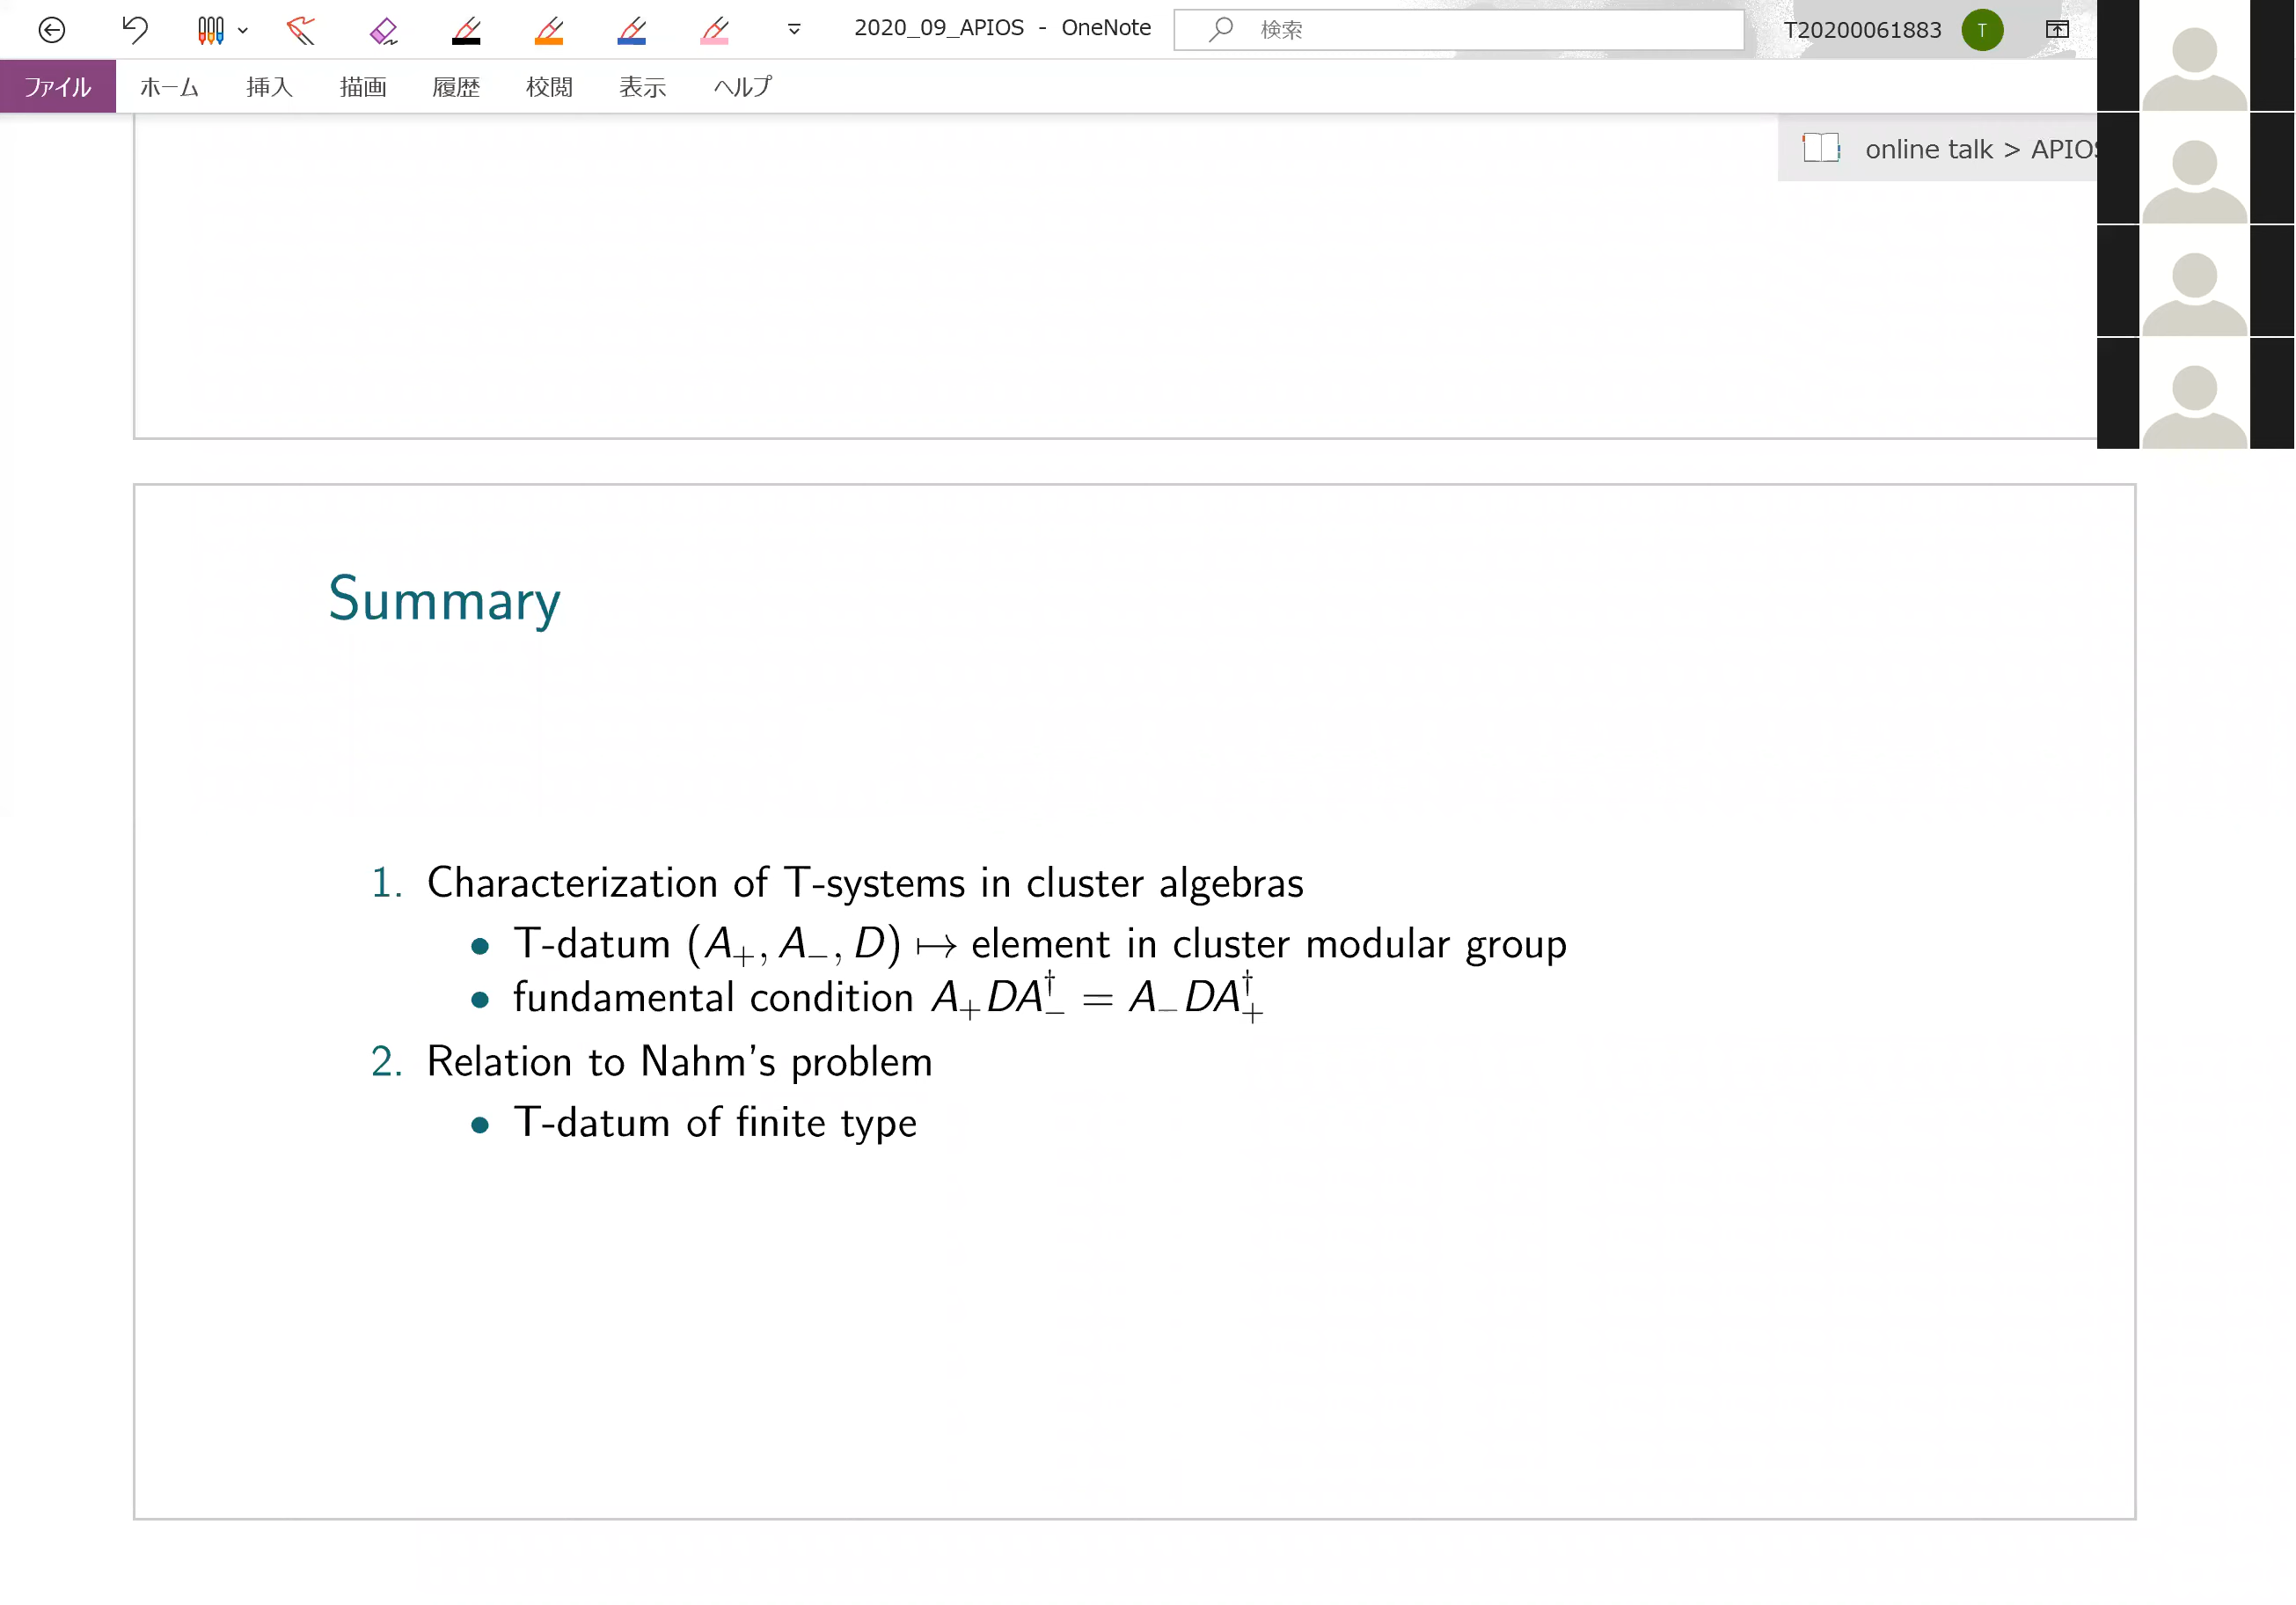 2020_09_APIOS - OneNote
検索
T20200061883
T
ファイル ホーム 挿入 描画 履歴 校閲 表示 ヘルプ
online talk > APIOS
Summary
1. Characterization of T-systems in cluster algebras
• T-datum (A₊, A₋, D) ↦ element in cluster modular group
• fundamental condition A₊DA₋† = A₋DA₊†
2. Relation to Nahm's problem
• T-datum of finite type